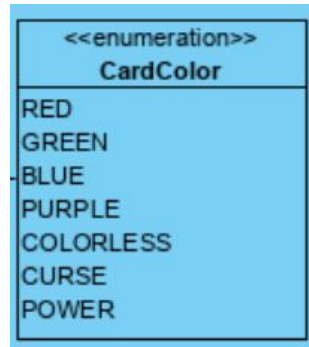 <<enumeration>>
CardColor
RED
GREEN
BLUE
PURPLE
COLORLESS
CURSE
POWER